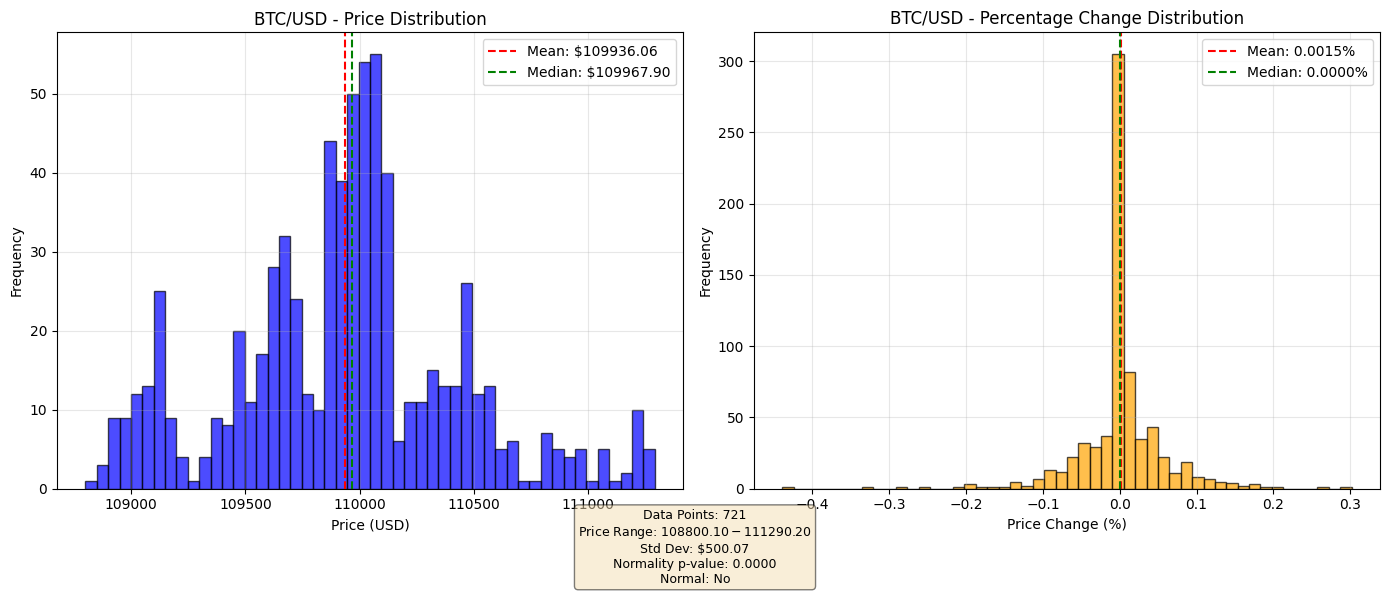 BTC/USD - Price Distribution
Mean: $109936.06
Median: $109967.90
Frequency
50
40
30
20
10
0
109000
109500
110000
110500
111000
Price (USD)
BTC/USD - Percentage Change Distribution
Mean: 0.0015%
Median: 0.0000%
Frequency
300
250
200
150
100
50
0
−0.4
−0.3
−0.2
−0.1
0.0
0.1
0.2
0.3
Price Change (%)
Data Points: 721
Price Range: 108800.10 − 111290.20
Std Dev: $500.07
Normality p-value: 0.0000
Normal: No